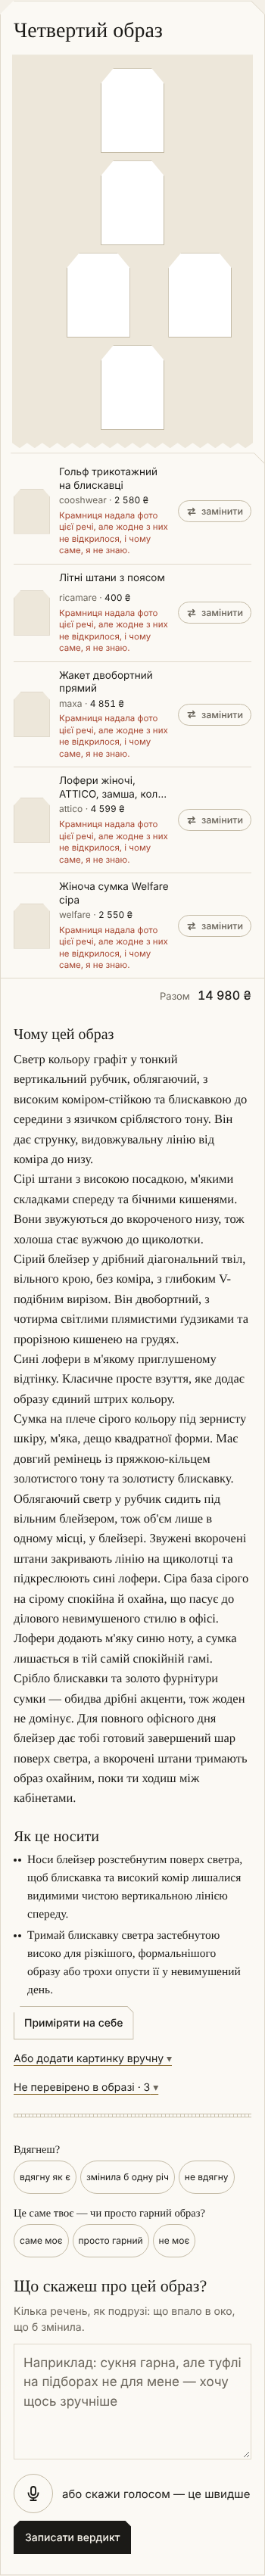 Четвертий образ
Гольф трикотажний
на блискавці
cooshwear · 2 580 ₴
Крамниця надала фото
цієї речі, але жодне з них
не відкрилося, і чому
саме, я не знаю.
замінити
Літні штани з поясом
ricamare · 400 ₴
Крамниця надала фото
цієї речі, але жодне з них
не відкрилося, і чому
саме, я не знаю.
замінити
Жакет двобортний
прямий
maxa · 4 851 ₴
Крамниця надала фото
цієї речі, але жодне з них
не відкрилося, і чому
саме, я не знаю.
замінити
Лофери жіночі,
ATTICO, замша, кол...
attico · 4 599 ₴
Крамниця надала фото
цієї речі, але жодне з них
не відкрилося, і чому
саме, я не знаю.
замінити
Жіноча сумка Welfare
сіра
welfare · 2 550 ₴
Крамниця надала фото
цієї речі, але жодне з них
не відкрилося, і чому
саме, я не знаю.
замінити
Разом 14 980 ₴
Чому цей образ
Светр кольору графіт у тонкий
вертикальний рубчик, облягаючий, з
високим коміром-стійкою та блискавкою до
середини з язичком сріблястого тону. Він
дає струнку, видовжувальну лінію від
коміра до низу.
Сірі штани з високою посадкою, м'якими
складками спереду та бічними кишенями.
Вони звужуються до вкороченого низу, тож
холоша стає вужчою до щиколотки.
Сірий блейзер у дрібний діагональний твіл,
вільного крою, без коміра, з глибоким V-
подібним вирізом. Він двобортний, з
чотирма світлими плямистими ґудзиками та
прорізною кишенею на грудях.
Сині лофери в м'якому приглушеному
відтінку. Класичне просте взуття, яке додає
образу єдиний штрих кольору.
Сумка на плече сірого кольору під зернисту
шкіру, м'яка, дещо квадратної форми. Має
довгий ремінець із пряжкою-кільцем
золотистого тону та золотисту блискавку.
Облягаючий светр у рубчик сидить під
вільним блейзером, тож об'єм лише в
одному місці, у блейзері. Звужені вкорочені
штани закривають лінію на щиколотці та
підкреслюють сині лофери. Сіра база сірого
на сірому спокійна й охайна, що пасує до
ділового невимушеного стилю в офісі.
Лофери додають м'яку синю ноту, а сумка
лишається в тій самій спокійній гамі.
Срібло блискавки та золото фурнітури
сумки — обидва дрібні акценти, тож жоден
не домінує. Для повного офісного дня
блейзер дає тобі готовий завершений шар
поверх светра, а вкорочені штани тримають
образ охайним, поки ти ходиш між
кабінетами.
Як це носити
Носи блейзер розстебнутим поверх светра,
щоб блискавка та високий комір лишалися
видимими чистою вертикальною лінією
спереду.
Тримай блискавку светра застебнутою
високо для різкішого, формальнішого
образу або трохи опусти її у невимушений
день.
Приміряти на себе
Або додати картинку вручну ▾
Не перевірено в образі · 3 ▾
Вдягнеш?
вдягну як є
змінила б одну річ
не вдягну
Це саме твоє — чи просто гарний образ?
саме моє
просто гарний
не моє
Що скажеш про цей образ?
Кілька речень, як подрузі: що впало в око,
що б змінила.
Наприклад: сукня гарна, але туфлі
на підборах не для мене — хочу
щось зручніше
або скажи голосом — це швидше
Записати вердикт